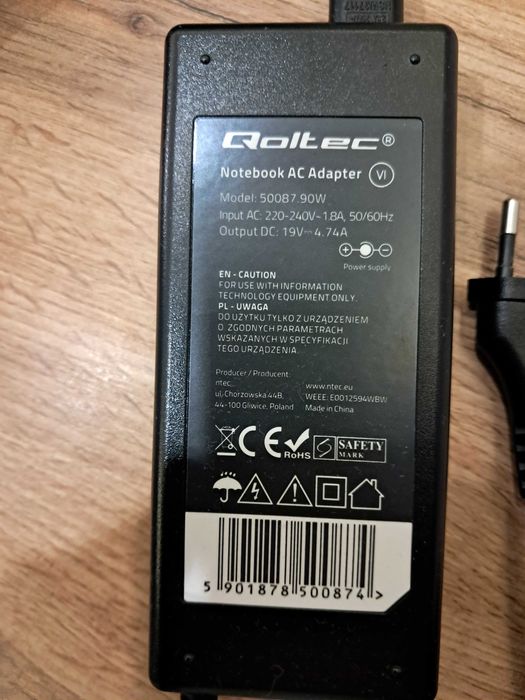 Qoltec®
Notebook AC Adapter VI
Model: 50087.90W
Input AC: 220-240V~1.8A, 50/60Hz
Output DC: 19V⎓4.74A
Power supply
EN - CAUTION
FOR USE WITH INFORMATION
TECHNOLOGY EQUIPMENT ONLY.
PL - UWAGA
DO UŻYTKU TYLKO Z URZĄDZENIEM
O ZGODNYCH PARAMETRACH
WSKAZANYCH W SPECYFIKACJI
TEGO URZĄDZENIA.
Producer / Producent:
ntec,
ul. Chorzowska 44B,
44-100 Gliwice, Poland
www.ntec.eu
WEEE: E0012594WBW
Made in China
CE RoHS S SAFETY
MARK
5 901878 500874 >